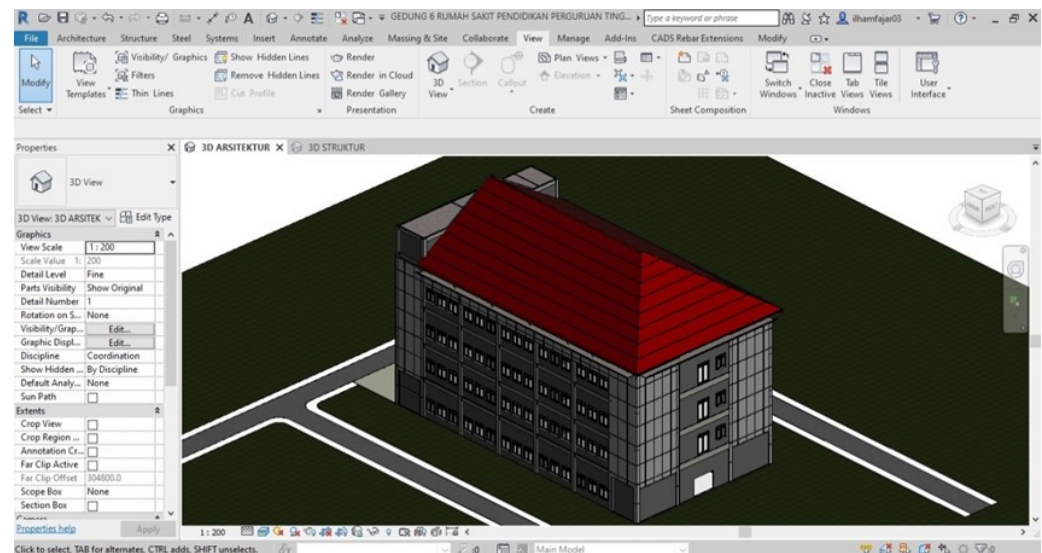 GEDUNG 6 RUMAH SAKIT PENDIDIKAN PERGURUAN TING...
Type a keyword or phrase
ilhamfajar03
File Architecture Structure Steel Systems Insert Annotate Analyze Massing & Site Collaborate View Manage Add-Ins CADS Rebar Extensions Modify
Modify
View Templates
Visibility/ Graphics
Filters
Thin Lines
Show Hidden Lines
Remove Hidden Lines
Cut Profile
Render
Render in Cloud
Render Gallery
3D View
Section
Callout
Plan Views
Elevation
Switch Windows
Close Inactive
Tab Views
Tile Views
User Interface
Select Graphics Presentation Create Sheet Composition Windows
Properties
3D ARSITEKTUR
3D STRUKTUR
3D View
3D View: 3D ARSITEK
Edit Type
Graphics
View Scale 1 : 200
Scale Value 1: 200
Detail Level Fine
Parts Visibility Show Original
Detail Number 1
Rotation on S... None
Visibility/Grap... Edit...
Graphic Displ... Edit...
Discipline Coordination
Show Hidden ... By Discipline
Default Analy... None
Sun Path
Extents
Crop View
Crop Region ...
Annotation Cr...
Far Clip Active
Far Clip Offset 304800.0
Scope Box None
Section Box
Camera
Properties help Apply
1 : 200
Click to select, TAB for alternates, CTRL adds, SHIFT unselects.
:0
Main Model
:0